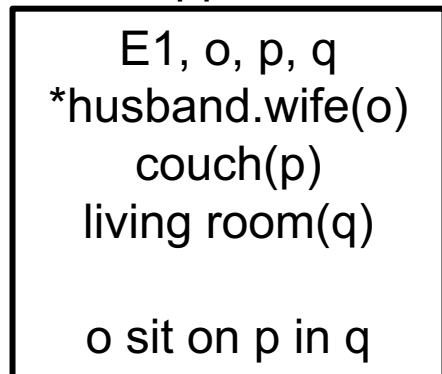 E1, o, p, q
*husband.wife(o)
couch(p)
living room(q)
o sit on p in q